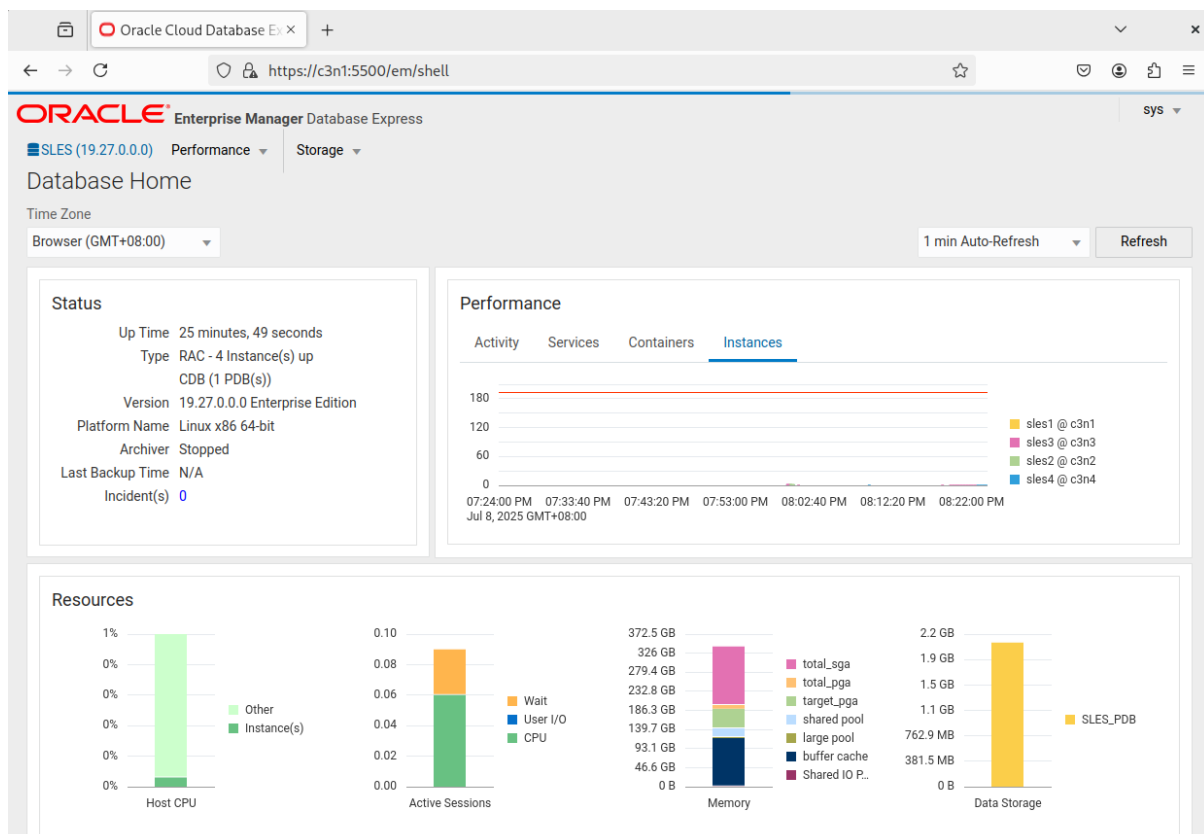 Oracle Cloud Database Ex
https://c3n1:5500/em/shell
ORACLE Enterprise Manager Database Express
sys
SLES (19.27.0.0.0) Performance Storage
Database Home
Time Zone
Browser (GMT+08:00)
1 min Auto-Refresh
Refresh
Status
Up Time 25 minutes, 49 seconds
Type RAC - 4 Instance(s) up
CDB (1 PDB(s))
Version 19.27.0.0.0 Enterprise Edition
Platform Name Linux x86 64-bit
Archiver Stopped
Last Backup Time N/A
Incident(s) 0
Performance
Activity Services Containers Instances
180
120
60
0
07:24:00 PM 07:33:40 PM 07:43:20 PM 07:53:00 PM 08:02:40 PM 08:12:20 PM 08:22:00 PM
Jul 8, 2025 GMT+08:00
sles1 @ c3n1
sles3 @ c3n3
sles2 @ c3n2
sles4 @ c3n4
Resources
1%
0%
0%
0%
0%
0%
Host CPU
Other
Instance(s)
0.10
0.08
0.06
0.04
0.02
0.00
Active Sessions
Wait
User I/O
CPU
372.5 GB
326 GB
279.4 GB
232.8 GB
186.3 GB
139.7 GB
93.1 GB
46.6 GB
0 B
Memory
total_sga
total_pga
target_pga
shared pool
large pool
buffer cache
Shared IO P...
2.2 GB
1.9 GB
1.5 GB
1.1 GB
762.9 MB
381.5 MB
0 B
Data Storage
SLES_PDB